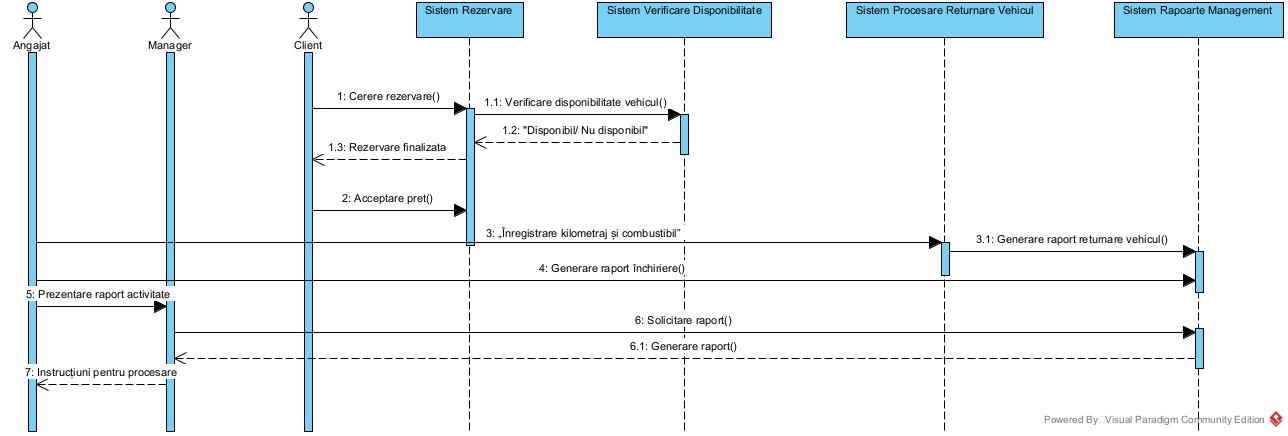 Angajat
Manager
Client
Sistem Rezervare
Sistem Verificare Disponibilitate
Sistem Procesare Returnare Vehicul
Sistem Rapoarte Management
1: Cerere rezervare()
1.1: Verificare disponibilitate vehicul()
1.2: "Disponibil/ Nu disponibil"
1.3: Rezervare finalizata
2: Acceptare pret()
3: „Înregistrare kilometraj și combustibil”
3.1: Generare raport returnare vehicul()
4: Generare raport închiriere()
5: Prezentare raport activitate
6: Solicitare raport()
6.1: Generare raport()
7: Instrucțiuni pentru procesare
Powered By Visual Paradigm Community Edition